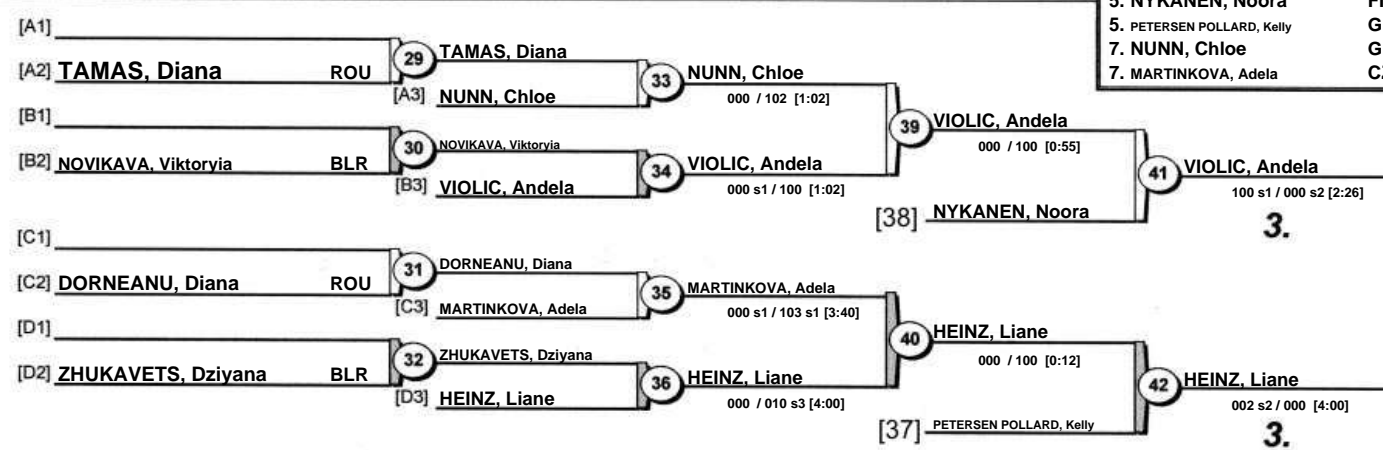 5. NYKANEN, Noora
5. PETERSEN POLLARD, Kelly G
7. NUNN, Chloe G
7. MARTINKOVA, Adela
[A1]
[A2] TAMAS, Diana ROU
29
TAMAS, Diana
[A3] NUNN, Chloe
33
NUNN, Chloe
000 / 102 [1:02]
[B1]
[B2] NOVIKAVA, Viktoryia BLR
30
NOVIKAVA, Viktoryia
[B3] VIOLIC, Andela
34
VIOLIC, Andela
000 s1 / 100 [1:02]
39
VIOLIC, Andela
000 / 100 [0:55]
[38] NYKANEN, Noora
41
VIOLIC, Andela
100 s1 / 000 s2 [2:26]
3.
[C1]
[C2] DORNEANU, Diana ROU
31
DORNEANU, Diana
[C3] MARTINKOVA, Adela
35
MARTINKOVA, Adela
000 s1 / 103 s1 [3:40]
[D1]
[D2] ZHUKAVETS, Dziyana BLR
32
ZHUKAVETS, Dziyana
[D3] HEINZ, Liane
36
HEINZ, Liane
000 / 010 s3 [4:00]
40
HEINZ, Liane
000 / 100 [0:12]
[37] PETERSEN POLLARD, Kelly
42
HEINZ, Liane
002 s2 / 000 [4:00]
3.